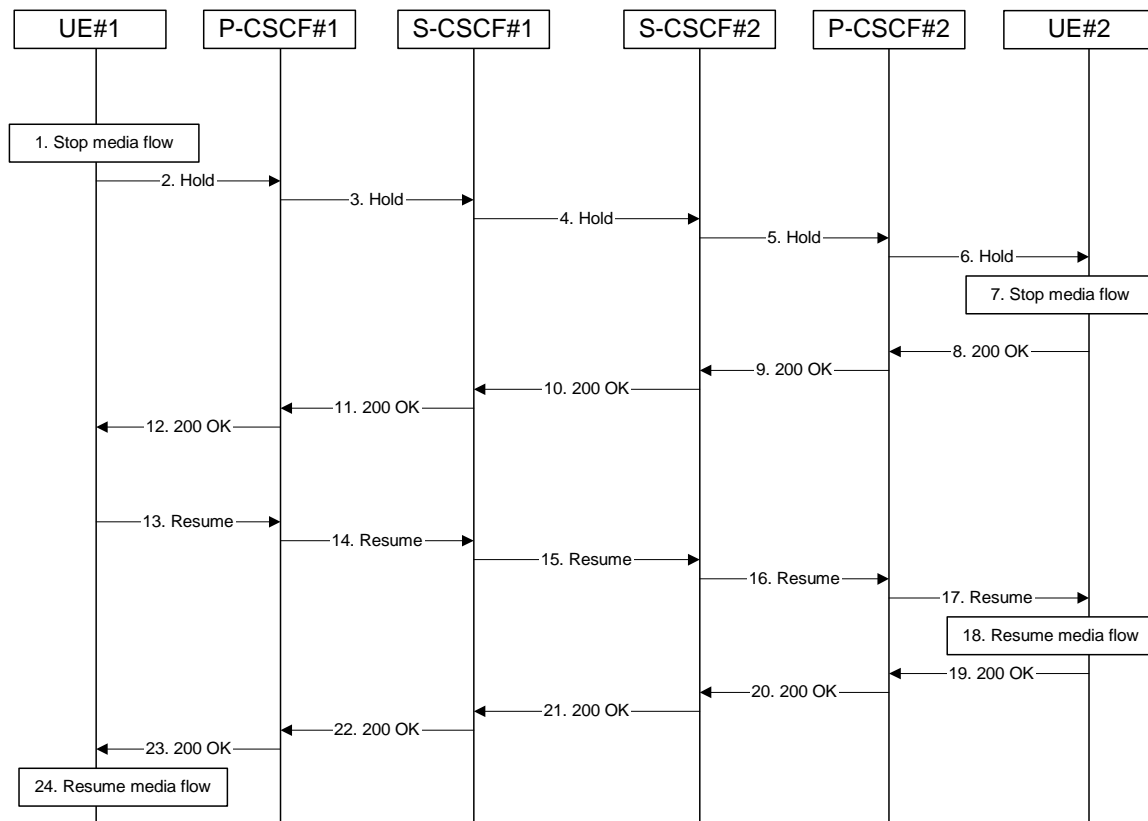 UE#1
P-CSCF#1
S-CSCF#1
S-CSCF#2
P-CSCF#2
UE#2
1. Stop media flow
2. Hold
3. Hold
4. Hold
5. Hold
6. Hold
7. Stop media flow
8. 200 OK
9. 200 OK
10. 200 OK
11. 200 OK
12. 200 OK
13. Resume
14. Resume
15. Resume
16. Resume
17. Resume
18. Resume media flow
19. 200 OK
20. 200 OK
21. 200 OK
22. 200 OK
23. 200 OK
24. Resume media flow